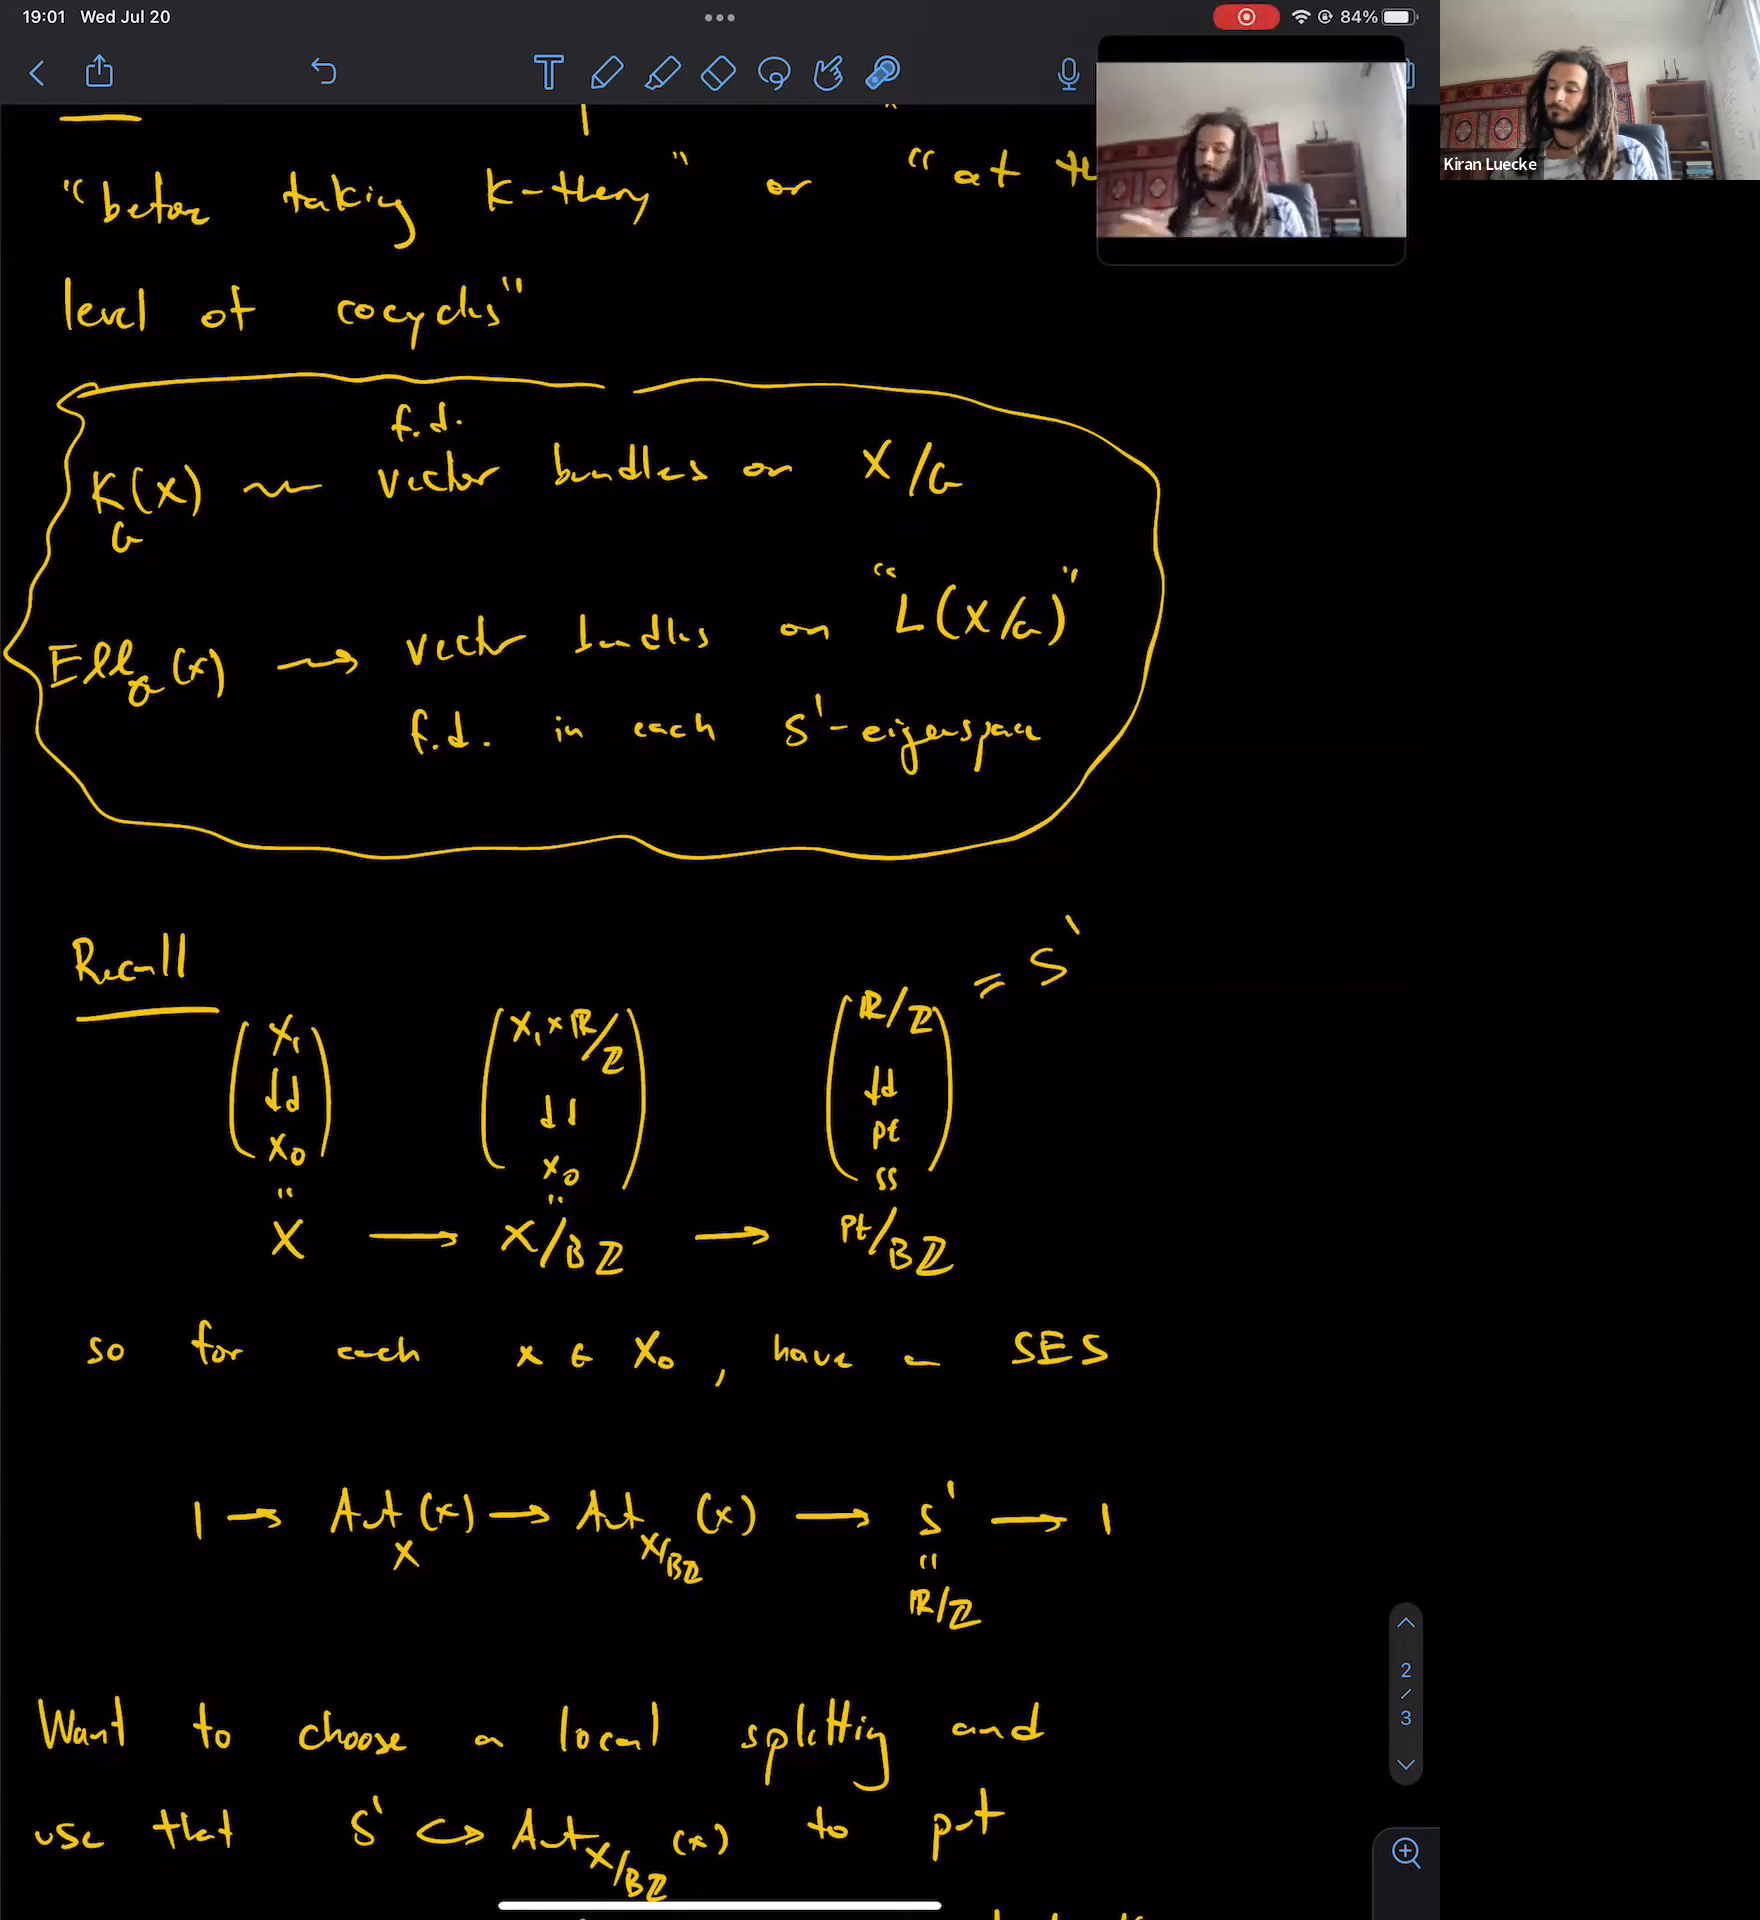 19:01 Wed Jul 20
84%
Kiran Luecke
"before taking K-theory" or "at th
level of cocycles"
f.d.
K_G(X) ⇝ vector bundles on X/G
Ell_G(X) ⇝ vector bundles on "L(X/G)"
f.d. in each S¹-eigenspace
Recall
= S¹
X₁ X₁ × ℝ/ℤ ℝ/ℤ
↓↓ ↓↓ ↓↓
X₀ X₀ pt
X → X/Bℤ → pt/Bℤ
so for each x ∈ X₀, have a SES
1 → Aut_X(x) → Aut_{X/Bℤ}(x) → S¹ → 1
ℝ/ℤ
Want to choose a local splitting and
use that S¹ ↪ Aut_{X/Bℤ}(x) to put
2
/
3